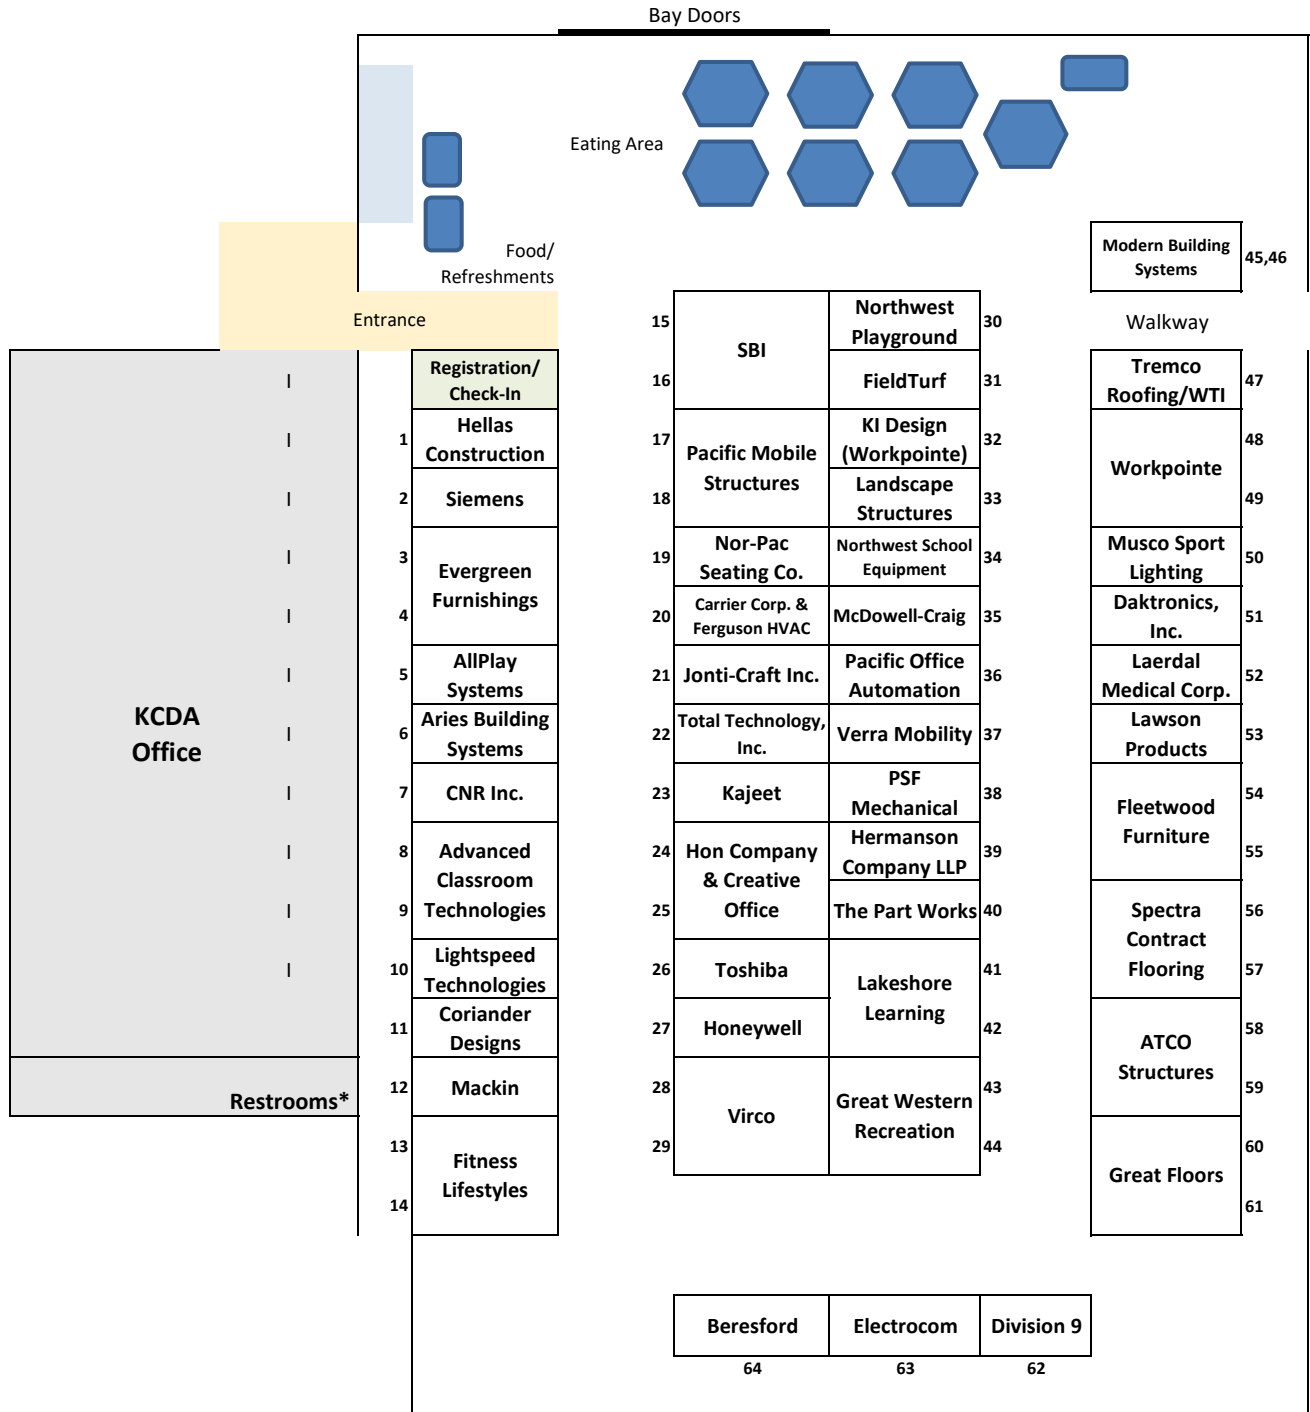 Bay Doors
Eating Area
Food/
Refreshments
Entrance
Registration/
Check-In
KCDA
Office
Restrooms*
I
I
I
I
I
I
I
I
I
I
I
1
Hellas
Construction
2
Siemens
3
4
Evergreen
Furnishings
5
AllPlay
Systems
6
Aries Building
Systems
7
CNR Inc.
8
9
Advanced
Classroom
Technologies
10
Lightspeed
Technologies
11
Coriander
Designs
12
Mackin
13
14
Fitness
Lifestyles
15
16
SBI
17
18
Pacific Mobile
Structures
19
Nor-Pac
Seating Co.
20
Carrier Corp. &
Ferguson HVAC
21
Jonti-Craft Inc.
22
Total Technology,
Inc.
23
Kajeet
24
25
Hon Company
& Creative
Office
26
Toshiba
27
Honeywell
28
29
Virco
Northwest
Playground
30
FieldTurf
31
KI Design
(Workpointe)
32
Landscape
Structures
33
Northwest School
Equipment
34
McDowell-Craig
35
Pacific Office
Automation
36
Verra Mobility
37
PSF
Mechanical
38
Hermanson
Company LLP
39
The Part Works
40
Lakeshore
Learning
41
42
Great Western
Recreation
43
44
Modern Building
Systems
45,46
Walkway
Tremco
Roofing/WTI
47
Workpointe
48
49
Musco Sport
Lighting
50
Daktronics,
Inc.
51
Laerdal
Medical Corp.
52
Lawson
Products
53
Fleetwood
Furniture
54
55
Spectra
Contract
Flooring
56
57
ATCO
Structures
58
59
Great Floors
60
61
Beresford
Electrocom
Division 9
64
63
62